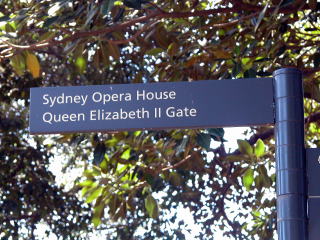 Sydney Opera House
Queen Elizabeth II Gate